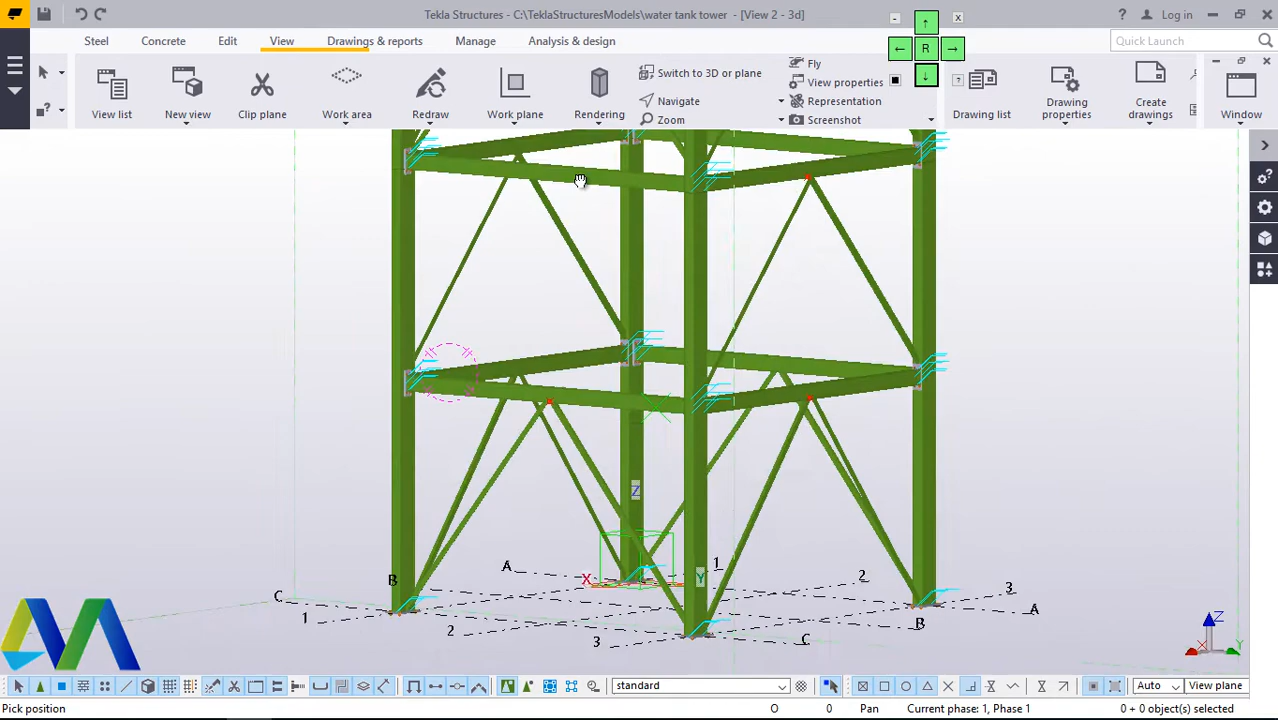 Tekla Structures - C:\TeklaStructuresModels\water tank tower - [View 2 - 3d]
Log in
Steel Concrete Edit View Drawings & reports Manage Analysis & design
Quick Launch
R
Fly
Switch to 3D or plane
View properties
Navigate
Representation
Zoom
Screenshot
View list
New view
Clip plane
Work area
Redraw
Work plane
Rendering
Drawing list
Drawing properties
Create drawings
Window
Z
X
Y
A
1
2
3
B
C
1
2
3
A
B
C
Z
X
Y
standard
Auto
View plane
Pick position
O
0
Pan
Current phase: 1, Phase 1
0 + 0 object(s) selected